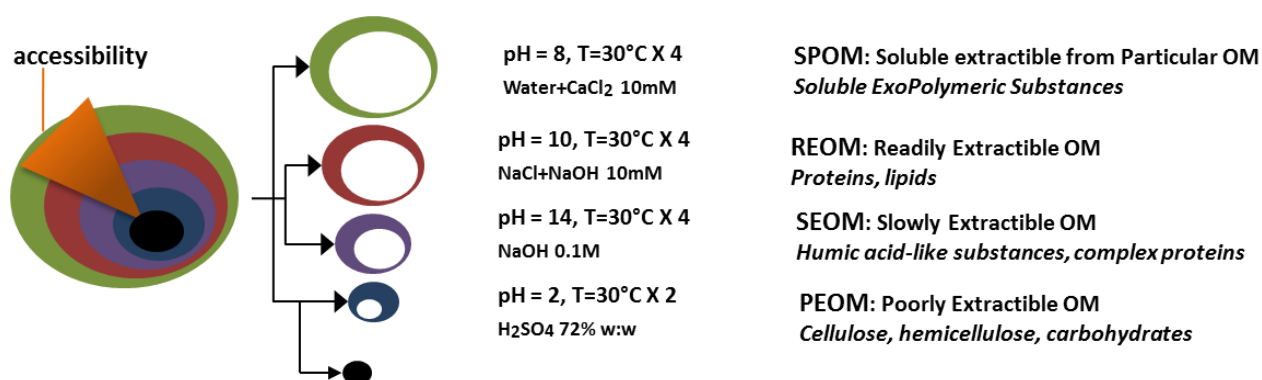 accessibility
pH = 8, T=30°C X 4
Water+CaCl₂ 10mM
SPOM: Soluble extractible from Particular OM
Soluble ExoPolymeric Substances
pH = 10, T=30°C X 4
NaCl+NaOH 10mM
REOM: Readily Extractible OM
Proteins, lipids
pH = 14, T=30°C X 4
NaOH 0.1M
SEOM: Slowly Extractible OM
Humic acid-like substances, complex proteins
pH = 2, T=30°C X 2
H₂SO₄ 72% w:w
PEOM: Poorly Extractible OM
Cellulose, hemicellulose, carbohydrates